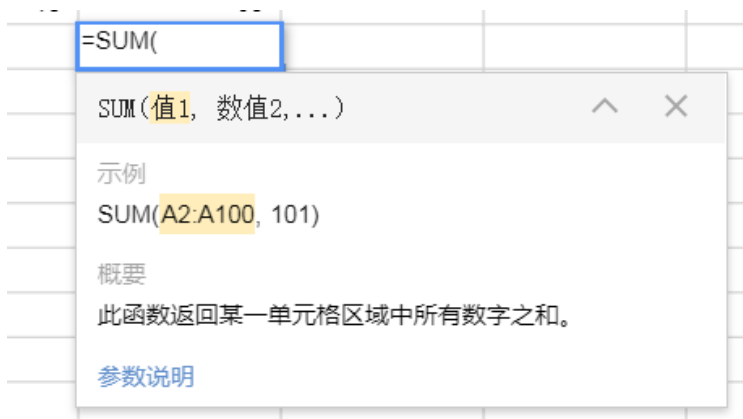 =SUM(
SUM(值1, 数值2,...)
示例
SUM(A2:A100, 101)
概要
此函数返回某一单元格区域中所有数字之和。
参数说明